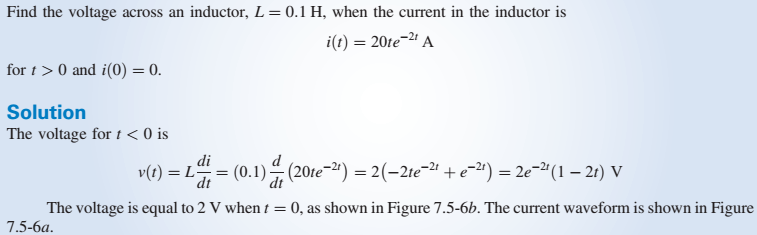 Find the voltage across an inductor, L = 0.1 H, when the current in the inductor is
i(t) = 20te⁻²ᵗ A
for t > 0 and i(0) = 0.
Solution
The voltage for t < 0 is
v(t) = L di/dt = (0.1) d/dt (20te⁻²ᵗ) = 2(−2te⁻²ᵗ + e⁻²ᵗ) = 2e⁻²ᵗ(1 − 2t) V
The voltage is equal to 2 V when t = 0, as shown in Figure 7.5-6b. The current waveform is shown in Figure
7.5-6a.